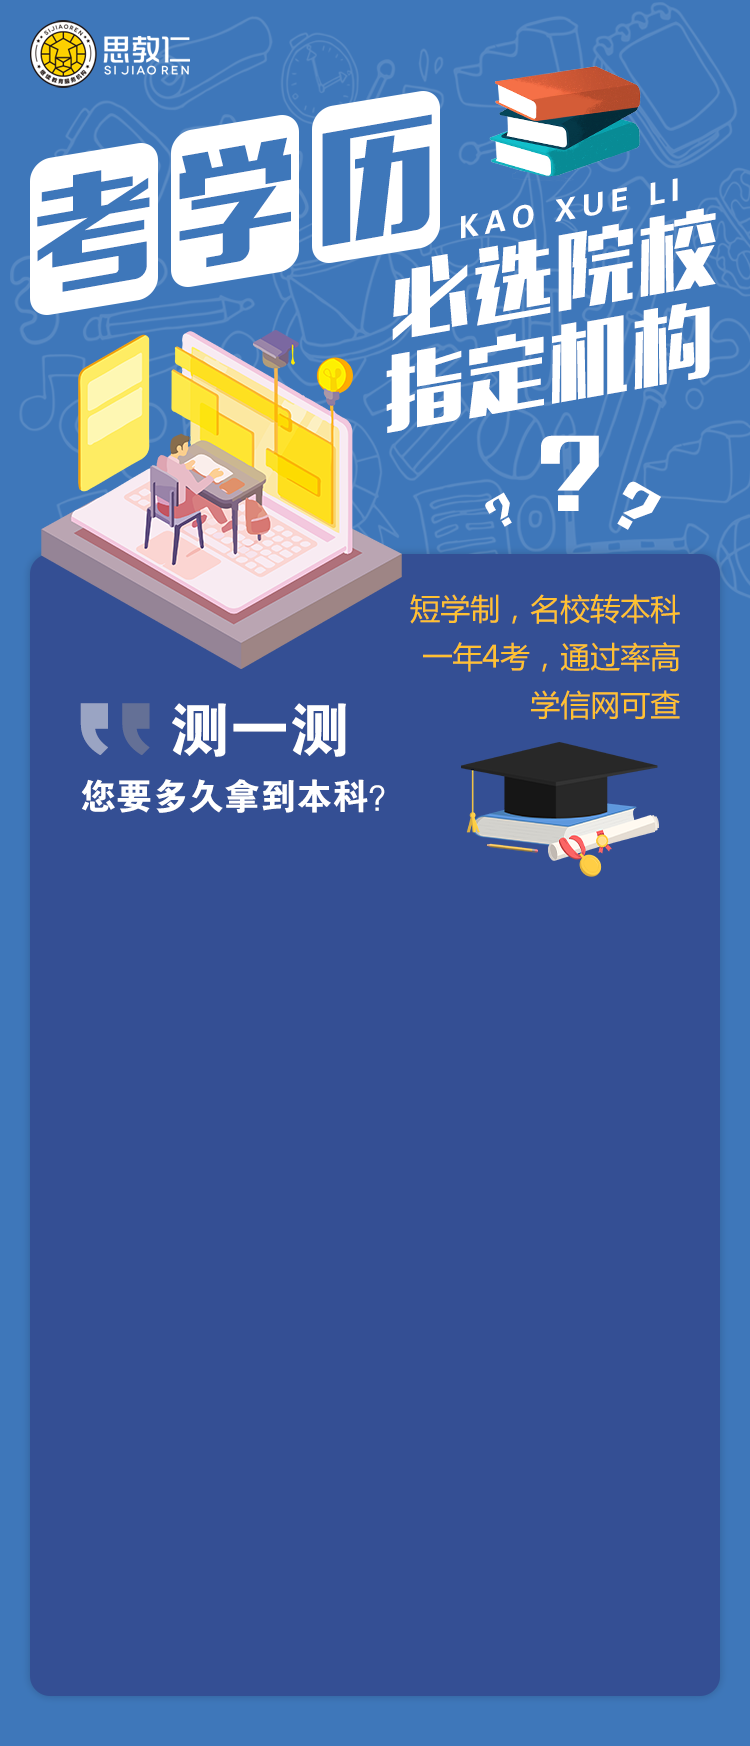 SIJIAOREN
思教仁
SI JIAO REN
考学历
KAO XUE LI
必选院校
指定机构
? ? ?
短学制，名校转本科
一年4考，通过率高
学信网可查
测一测
您要多久拿到本科?